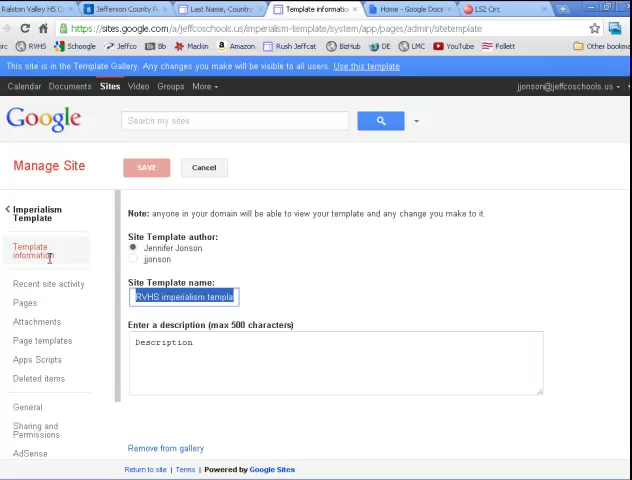 Ralston Valley HS C
Jefferson County P
Last Name, Country
Template informatio
Home - Google Docs
LS2 Circ
https://sites.google.com/a/jeffcoschools.us/imperialism-template/system/app/pages/admin/sitetemplate
irc RVHS Schoogle Jeffco Bb Mackin Amazon Rush Jeffcat BizHub DE LMC YouTube Follett Other bookma
This site is in the Template Gallery. Any changes you make will be visible to all users. Use this template
Calendar Documents Sites Video Groups More jjonson@jeffcoschools.us
Google Search my sites
Manage Site SAVE Cancel
Imperialism
Template
Template
information
Recent site activity
Pages
Attachments
Page templates
Apps Scripts
Deleted items
General
Sharing and
Permissions
AdSense
Note: anyone in your domain will be able to view your template and any change you make to it.
Site Template author:
Jennifer Jonson
jjonson
Site Template name:
RVHS imperialism templa
Enter a description (max 500 characters)
Description
Remove from gallery
Return to site | Terms | Powered by Google Sites